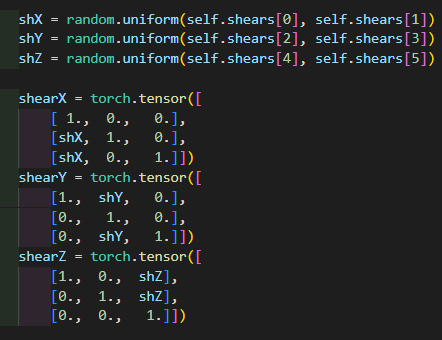 shX = random.uniform(self.shears[0], self.shears[1])
shY = random.uniform(self.shears[2], self.shears[3])
shZ = random.uniform(self.shears[4], self.shears[5])
shearX = torch.tensor([
[ 1., 0., 0.],
[shX, 1., 0.],
[shX, 0., 1.]])
shearY = torch.tensor([
[1., shY, 0.],
[0., 1., 0.],
[0., shY, 1.]])
shearZ = torch.tensor([
[1., 0., shZ],
[0., 1., shZ],
[0., 0., 1.]])